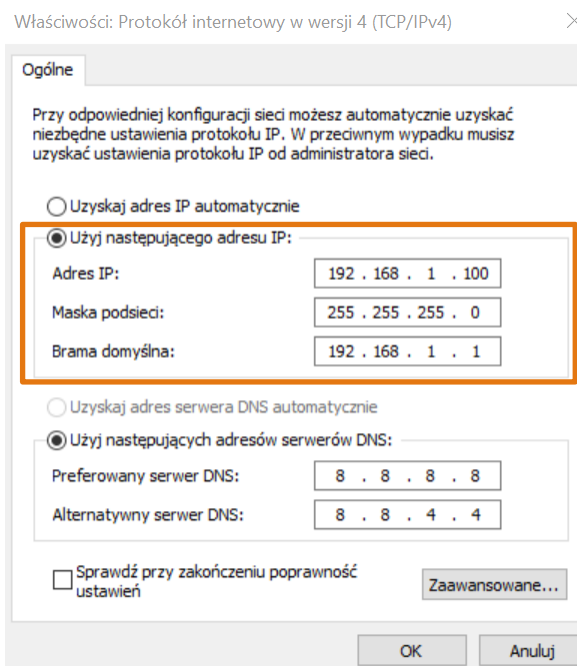 Właściwości: Protokół internetowy w wersji 4 (TCP/IPv4)
Ogólne
Przy odpowiedniej konfiguracji sieci możesz automatycznie uzyskać
niezbędne ustawienia protokołu IP. W przeciwnym wypadku musisz
uzyskać ustawienia protokołu IP od administratora sieci.
Uzyskaj adres IP automatycznie
Użyj następującego adresu IP:
Adres IP: 192 . 168 . 1 . 100
Maska podsieci: 255 . 255 . 255 . 0
Brama domyślna: 192 . 168 . 1 . 1
Uzyskaj adres serwera DNS automatycznie
Użyj następujących adresów serwerów DNS:
Preferowany serwer DNS: 8 . 8 . 8 . 8
Alternatywny serwer DNS: 8 . 8 . 4 . 4
Sprawdź przy zakończeniu poprawność
ustawień
Zaawansowane...
OK Anuluj